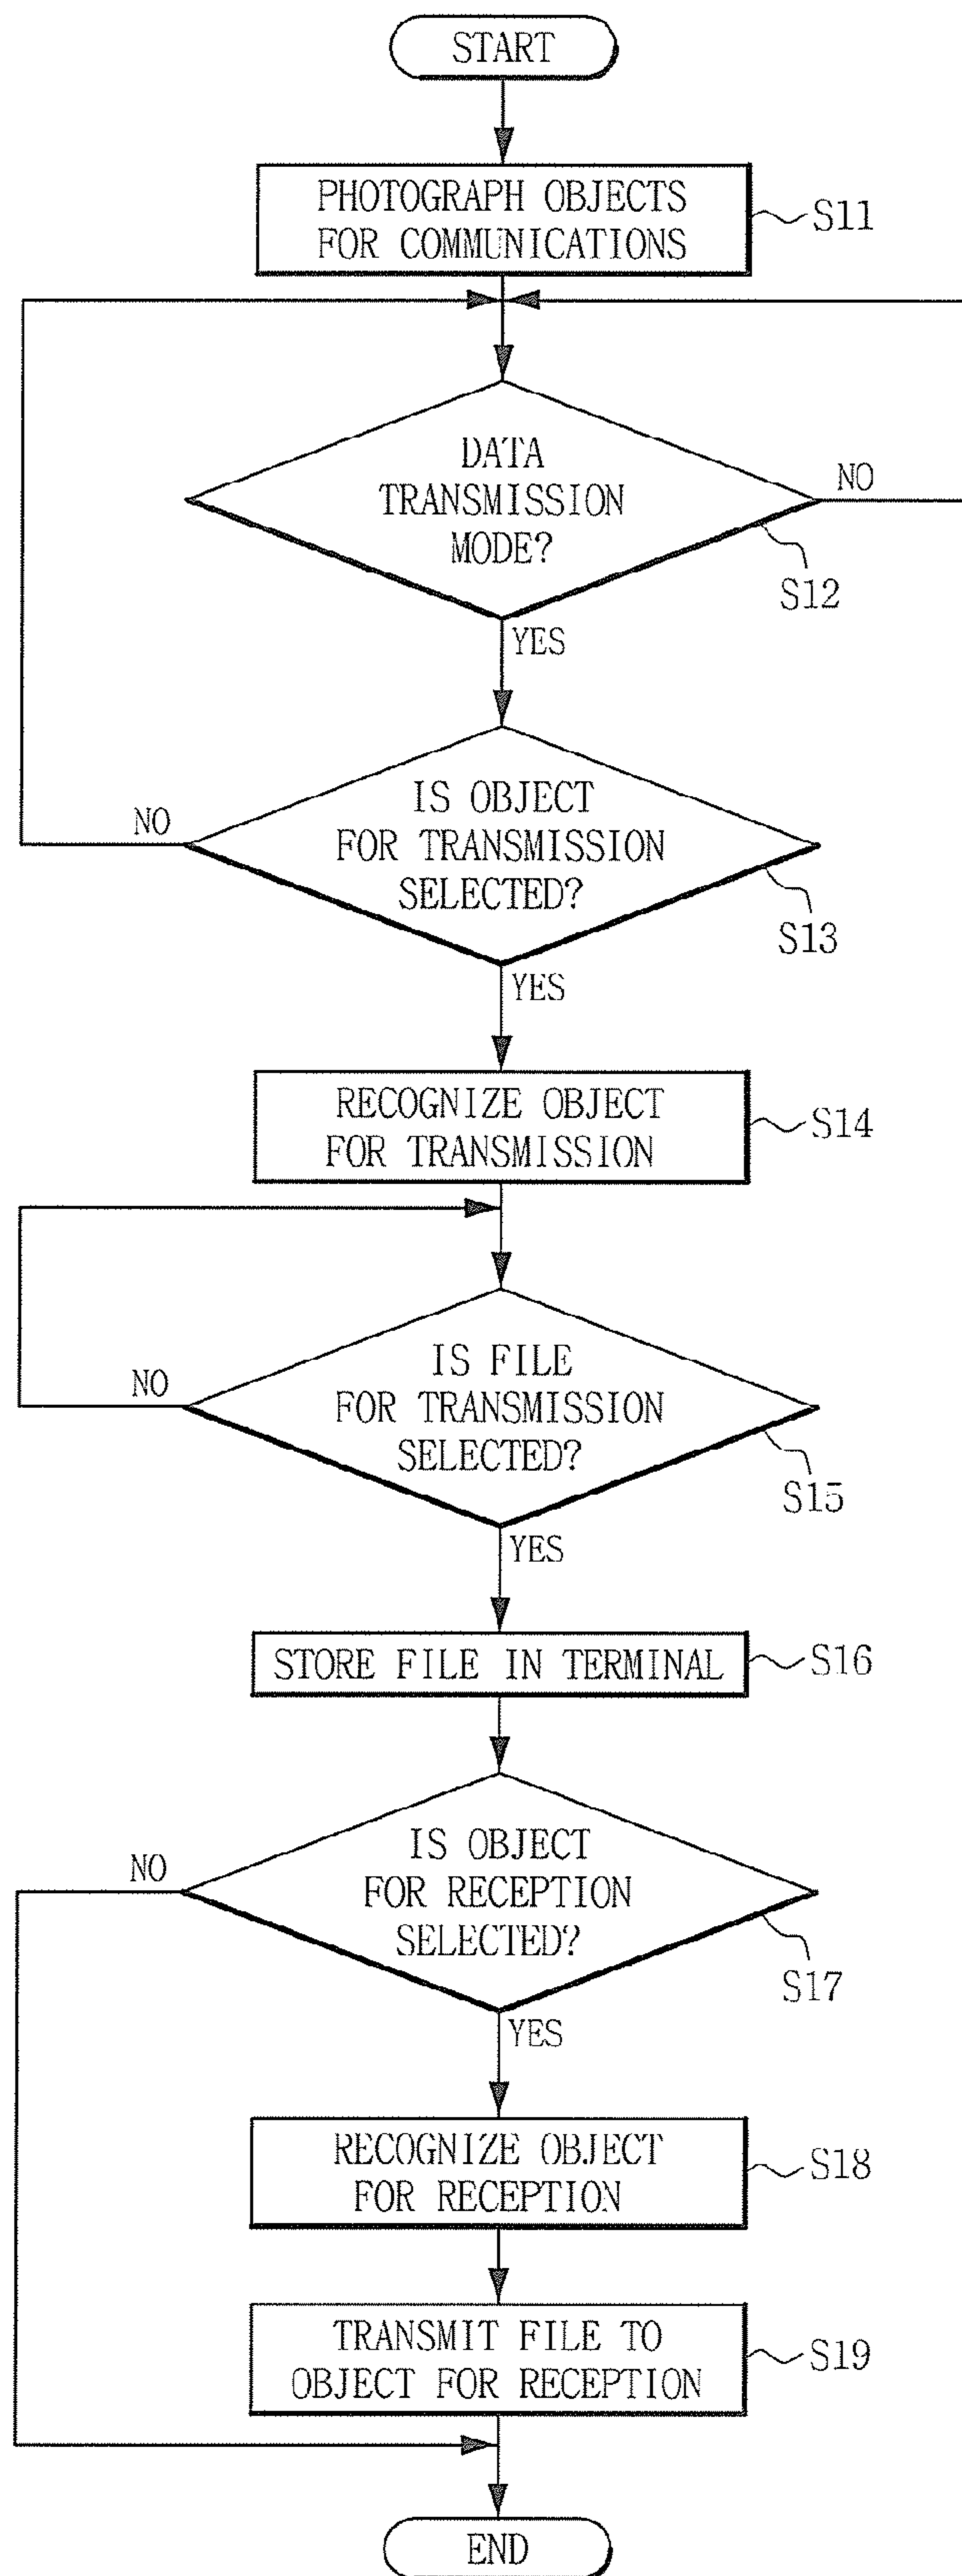 START
PHOTOGRAPH OBJECTS
FOR COMMUNICATIONS
S11
DATA
TRANSMISSION
MODE?
NO
S12
YES
IS OBJECT
FOR TRANSMISSION
SELECTED?
NO
S13
YES
RECOGNIZE OBJECT
FOR TRANSMISSION
S14
IS FILE
FOR TRANSMISSION
SELECTED?
NO
S15
YES
STORE FILE IN TERMINAL
S16
IS OBJECT
FOR RECEPTION
SELECTED?
NO
S17
YES
RECOGNIZE OBJECT
FOR RECEPTION
S18
TRANSMIT FILE TO
OBJECT FOR RECEPTION
S19
END